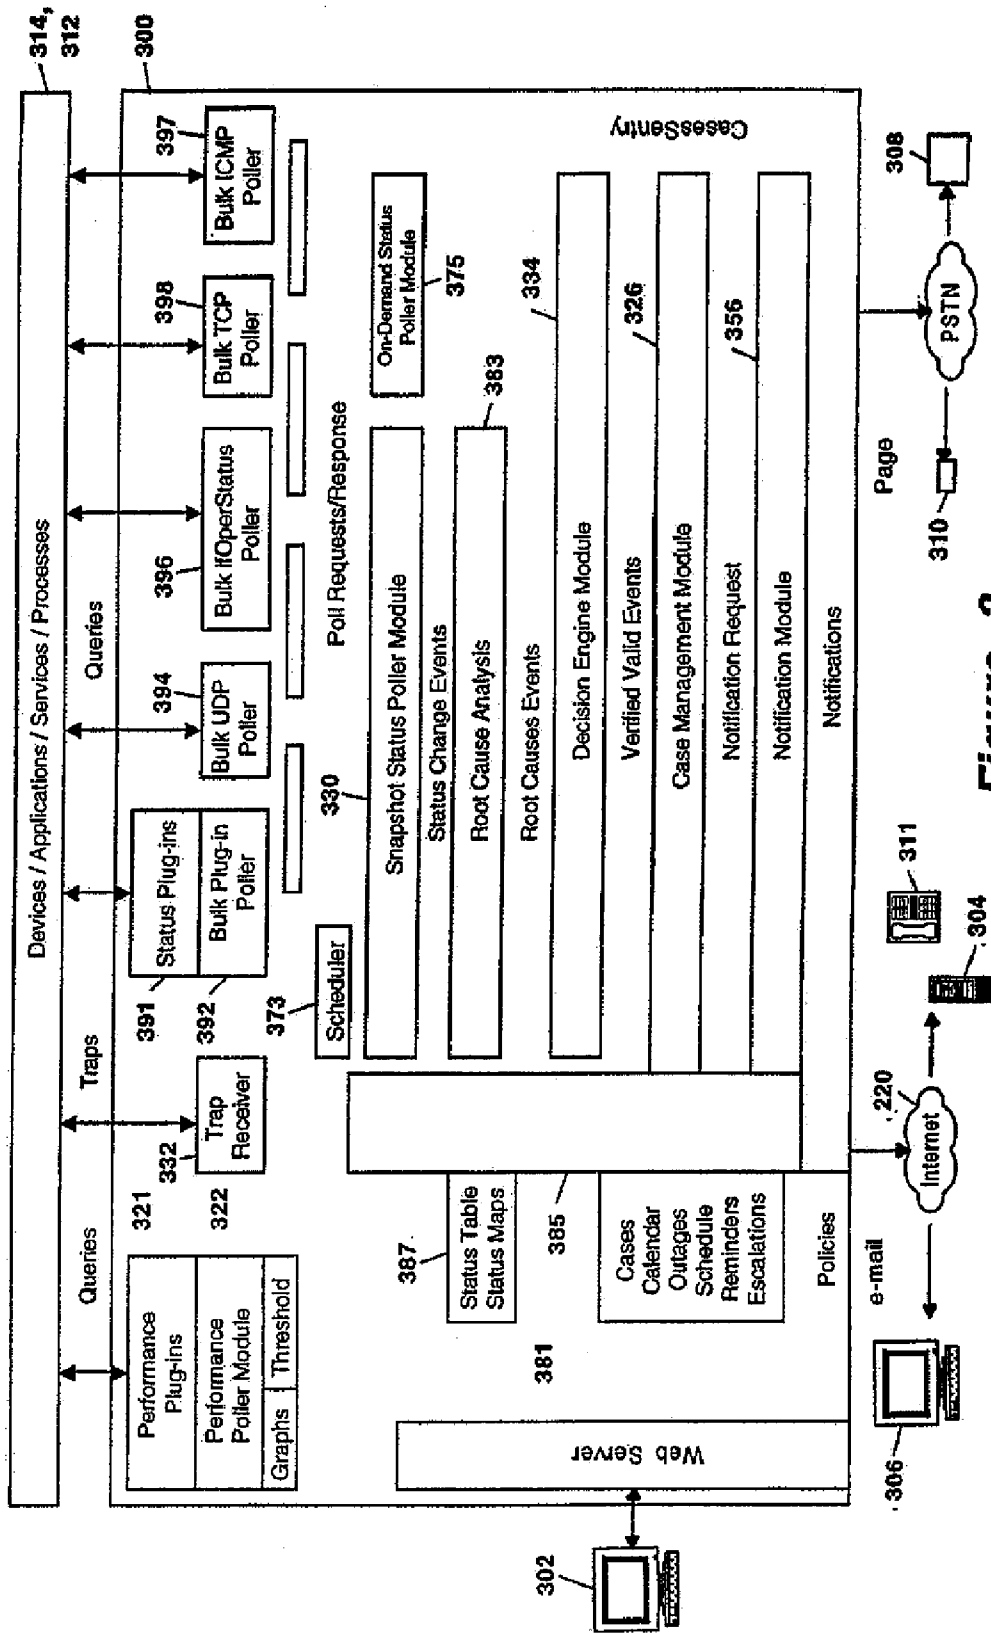 314,
312
Devices / Applications / Services / Processes
Queries
Traps
Queries
300
Performance
Plug-ins
Performance
Poller Module
Graphs
Threshold
321
322
332
Trap
Receiver
391
392
Status Plug-ins
Bulk Plug-in
Poller
394
Bulk UDP
Poller
396
Bulk IfOperStatus
Poller
398
Bulk TCP
Poller
397
Bulk ICMP
Poller
373
Scheduler
330
Poll Requests/Response
Snapshot Status Poller Module
On-Demand Status
Poller Module
375
Status Change Events
Root Cause Analysis
383
Root Causes Events
334
Decision Engine Module
Verified Valid Events
326
Case Management Module
Notification Request
356
Notification Module
Notifications
CasesSentry
387
Status Table
Status Maps
385
Cases
Calendar
Outages
Schedule
Reminders
Escalations
381
Policies
Web Server
302
e-mail
306
Internet
220
304
311
Page
310
PSTN
308